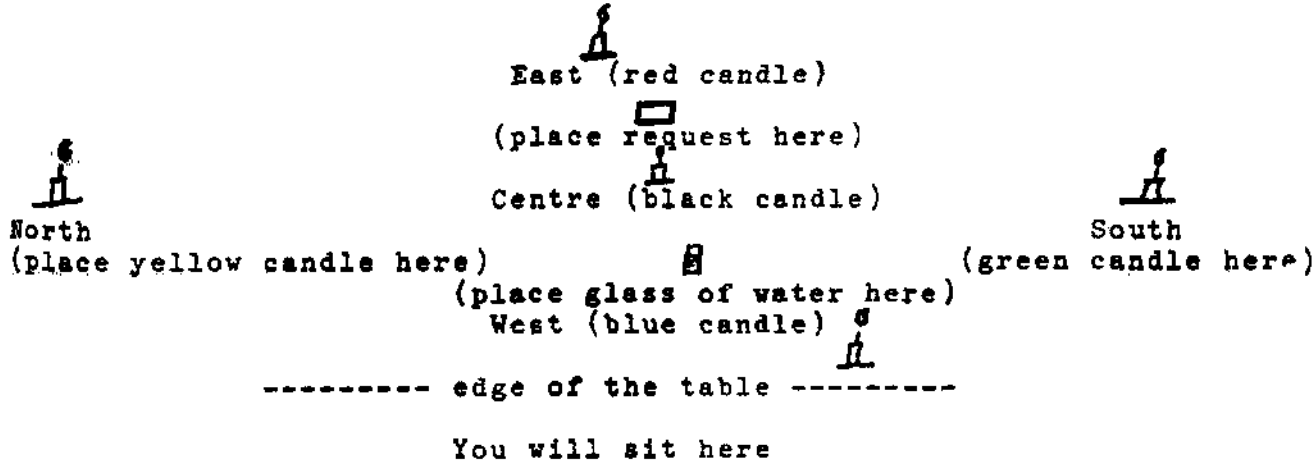 East (red candle)
(place request here)
Centre (black candle)
North
South
(place yellow candle here)
(green candle here)
(place glass of water here)
West (blue candle)
--------- edge of the table ---------
You will sit here